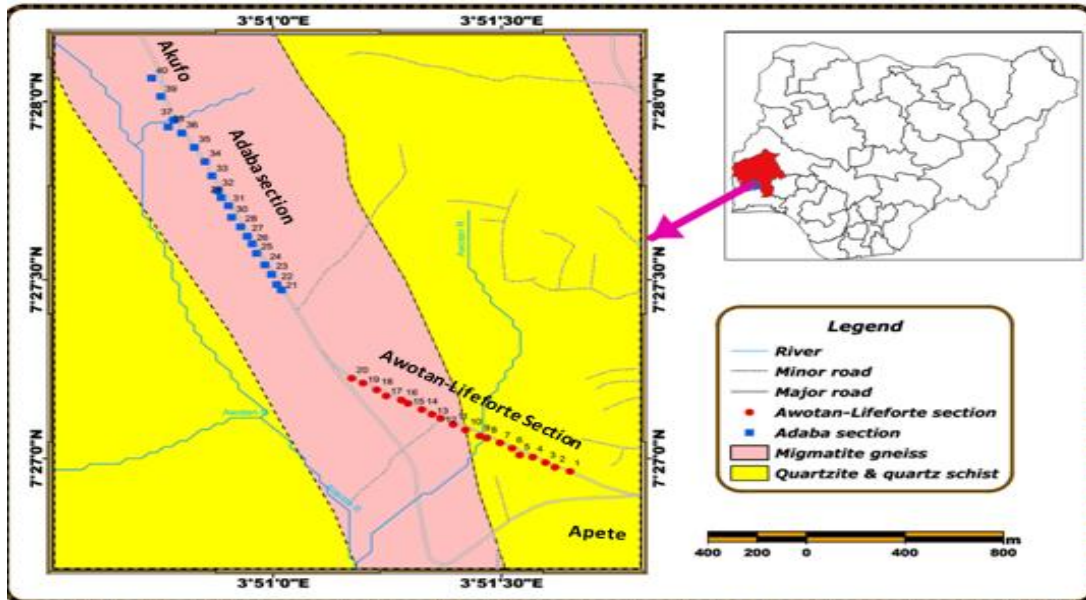 3°51'0"E
3°51'30"E
7°28'0"N
7°27'30"N
7°27'0"N
Akufo
40
39
37
36
35
34
33
32
31
30
28
27
26
25
24
23
22
21
Adaba section
Awotan R
Awotan-Lifeforte Section
20
19
18
17
16
15
14
13
12
11
10
7
6
5
4
3
2
1
Apete
7°28'0"N
7°27'30"N
7°27'0"N
3°51'0"E
3°51'30"E
Legend
River
Minor road
Major road
Awotan-Lifeforte section
Adaba section
Migmatite gneiss
Quartzite & quartz schist
400 200 0 400 800 m